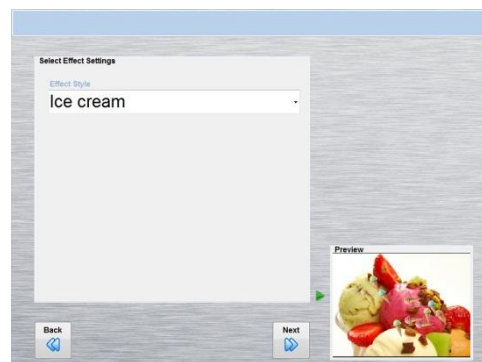 Select Effect Settings
Effect Style
Ice cream
Preview
Back
Next